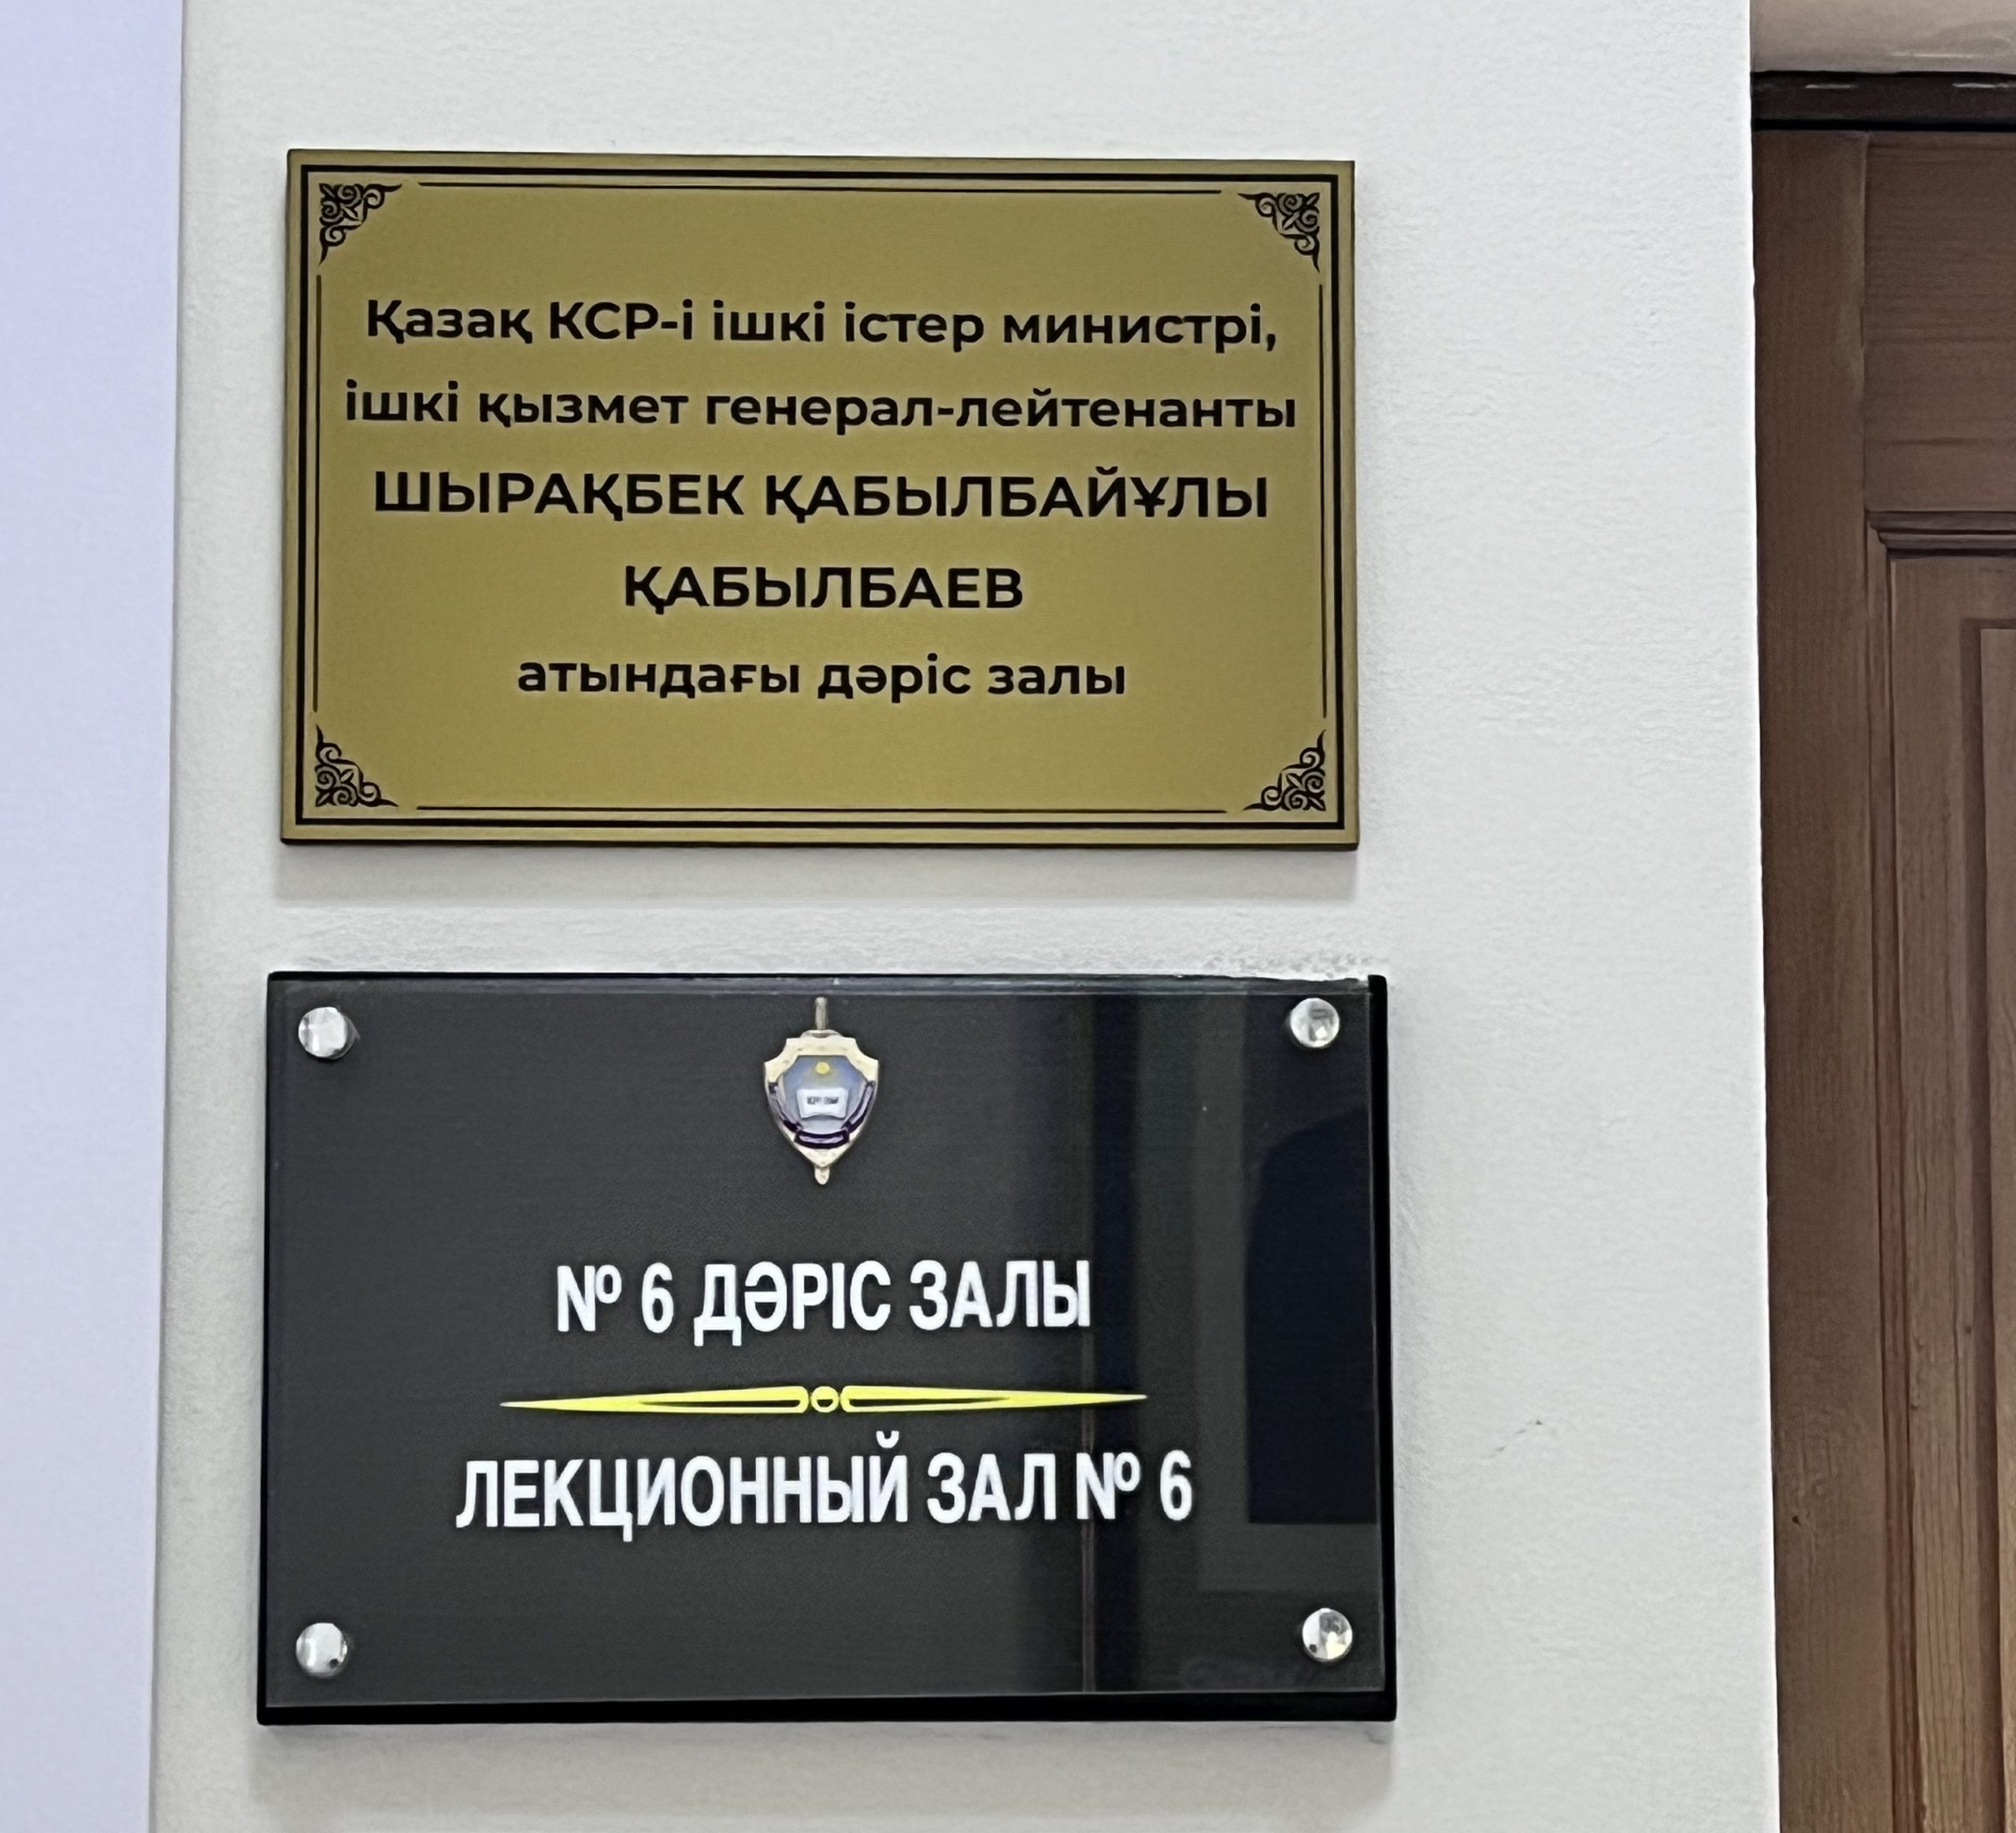 Қазақ КСР-і ішкі істер министрі,
ішкі қызмет генерал-лейтенанты
ШЫРАҚБЕК ҚАБЫЛБАЙҰЛЫ
ҚАБЫЛБАЕВ
атындағы дәріс залы
№ 6 ДӘРІС ЗАЛЫ
ЛЕКЦИОННЫЙ ЗАЛ № 6